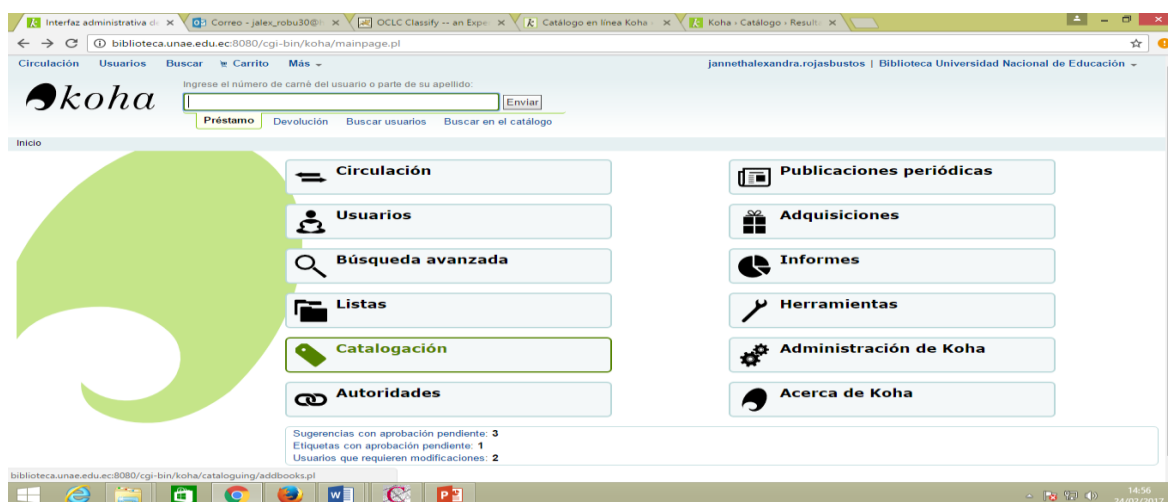 Interfaz administrativa de
Correo - jalex_robu30@h
OCLC Classify -- an Exper
Catálogo en línea Koha ›
Koha › Catálogo › Result
biblioteca.unae.edu.ec:8080/cgi-bin/koha/mainpage.pl
Circulación Usuarios Buscar Carrito Más
jannethalexandra.rojasbustos | Biblioteca Universidad Nacional de Educación
koha
Ingrese el número de carné del usuario o parte de su apellido:
Enviar
Préstamo Devolución Buscar usuarios Buscar en el catálogo
Inicio
Circulación
Usuarios
Búsqueda avanzada
Listas
Catalogación
Autoridades
Publicaciones periódicas
Adquisiciones
Informes
Herramientas
Administración de Koha
Acerca de Koha
Sugerencias con aprobación pendiente: 3
Etiquetas con aprobación pendiente: 1
Usuarios que requieren modificaciones: 2
biblioteca.unae.edu.ec:8080/cgi-bin/koha/cataloguing/addbooks.pl
14:56
24/02/2017